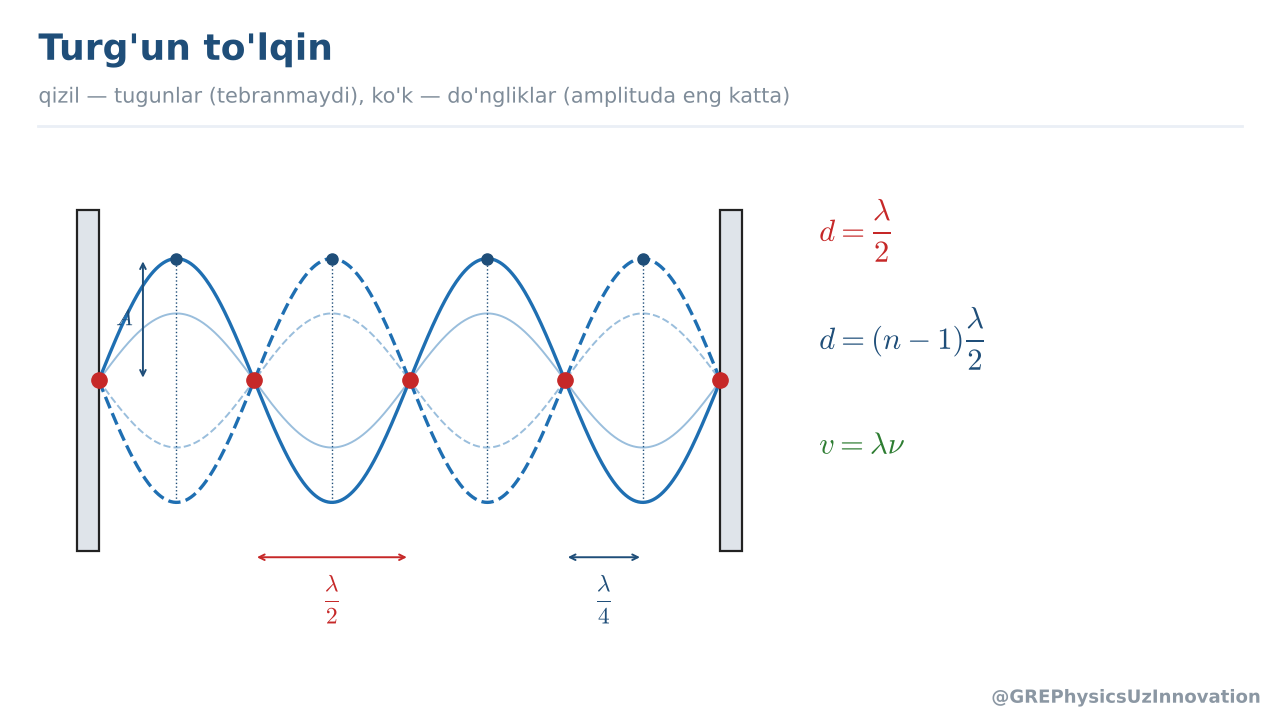 Turg'un to'lqin
qizil — tugunlar (tebranmaydi), ko'k — do'ngliklar (amplituda eng katta)
A
d = λ/2
d = (n − 1)λ/2
v = λν
λ/2
λ/4
@GREPhysicsUzInnovation